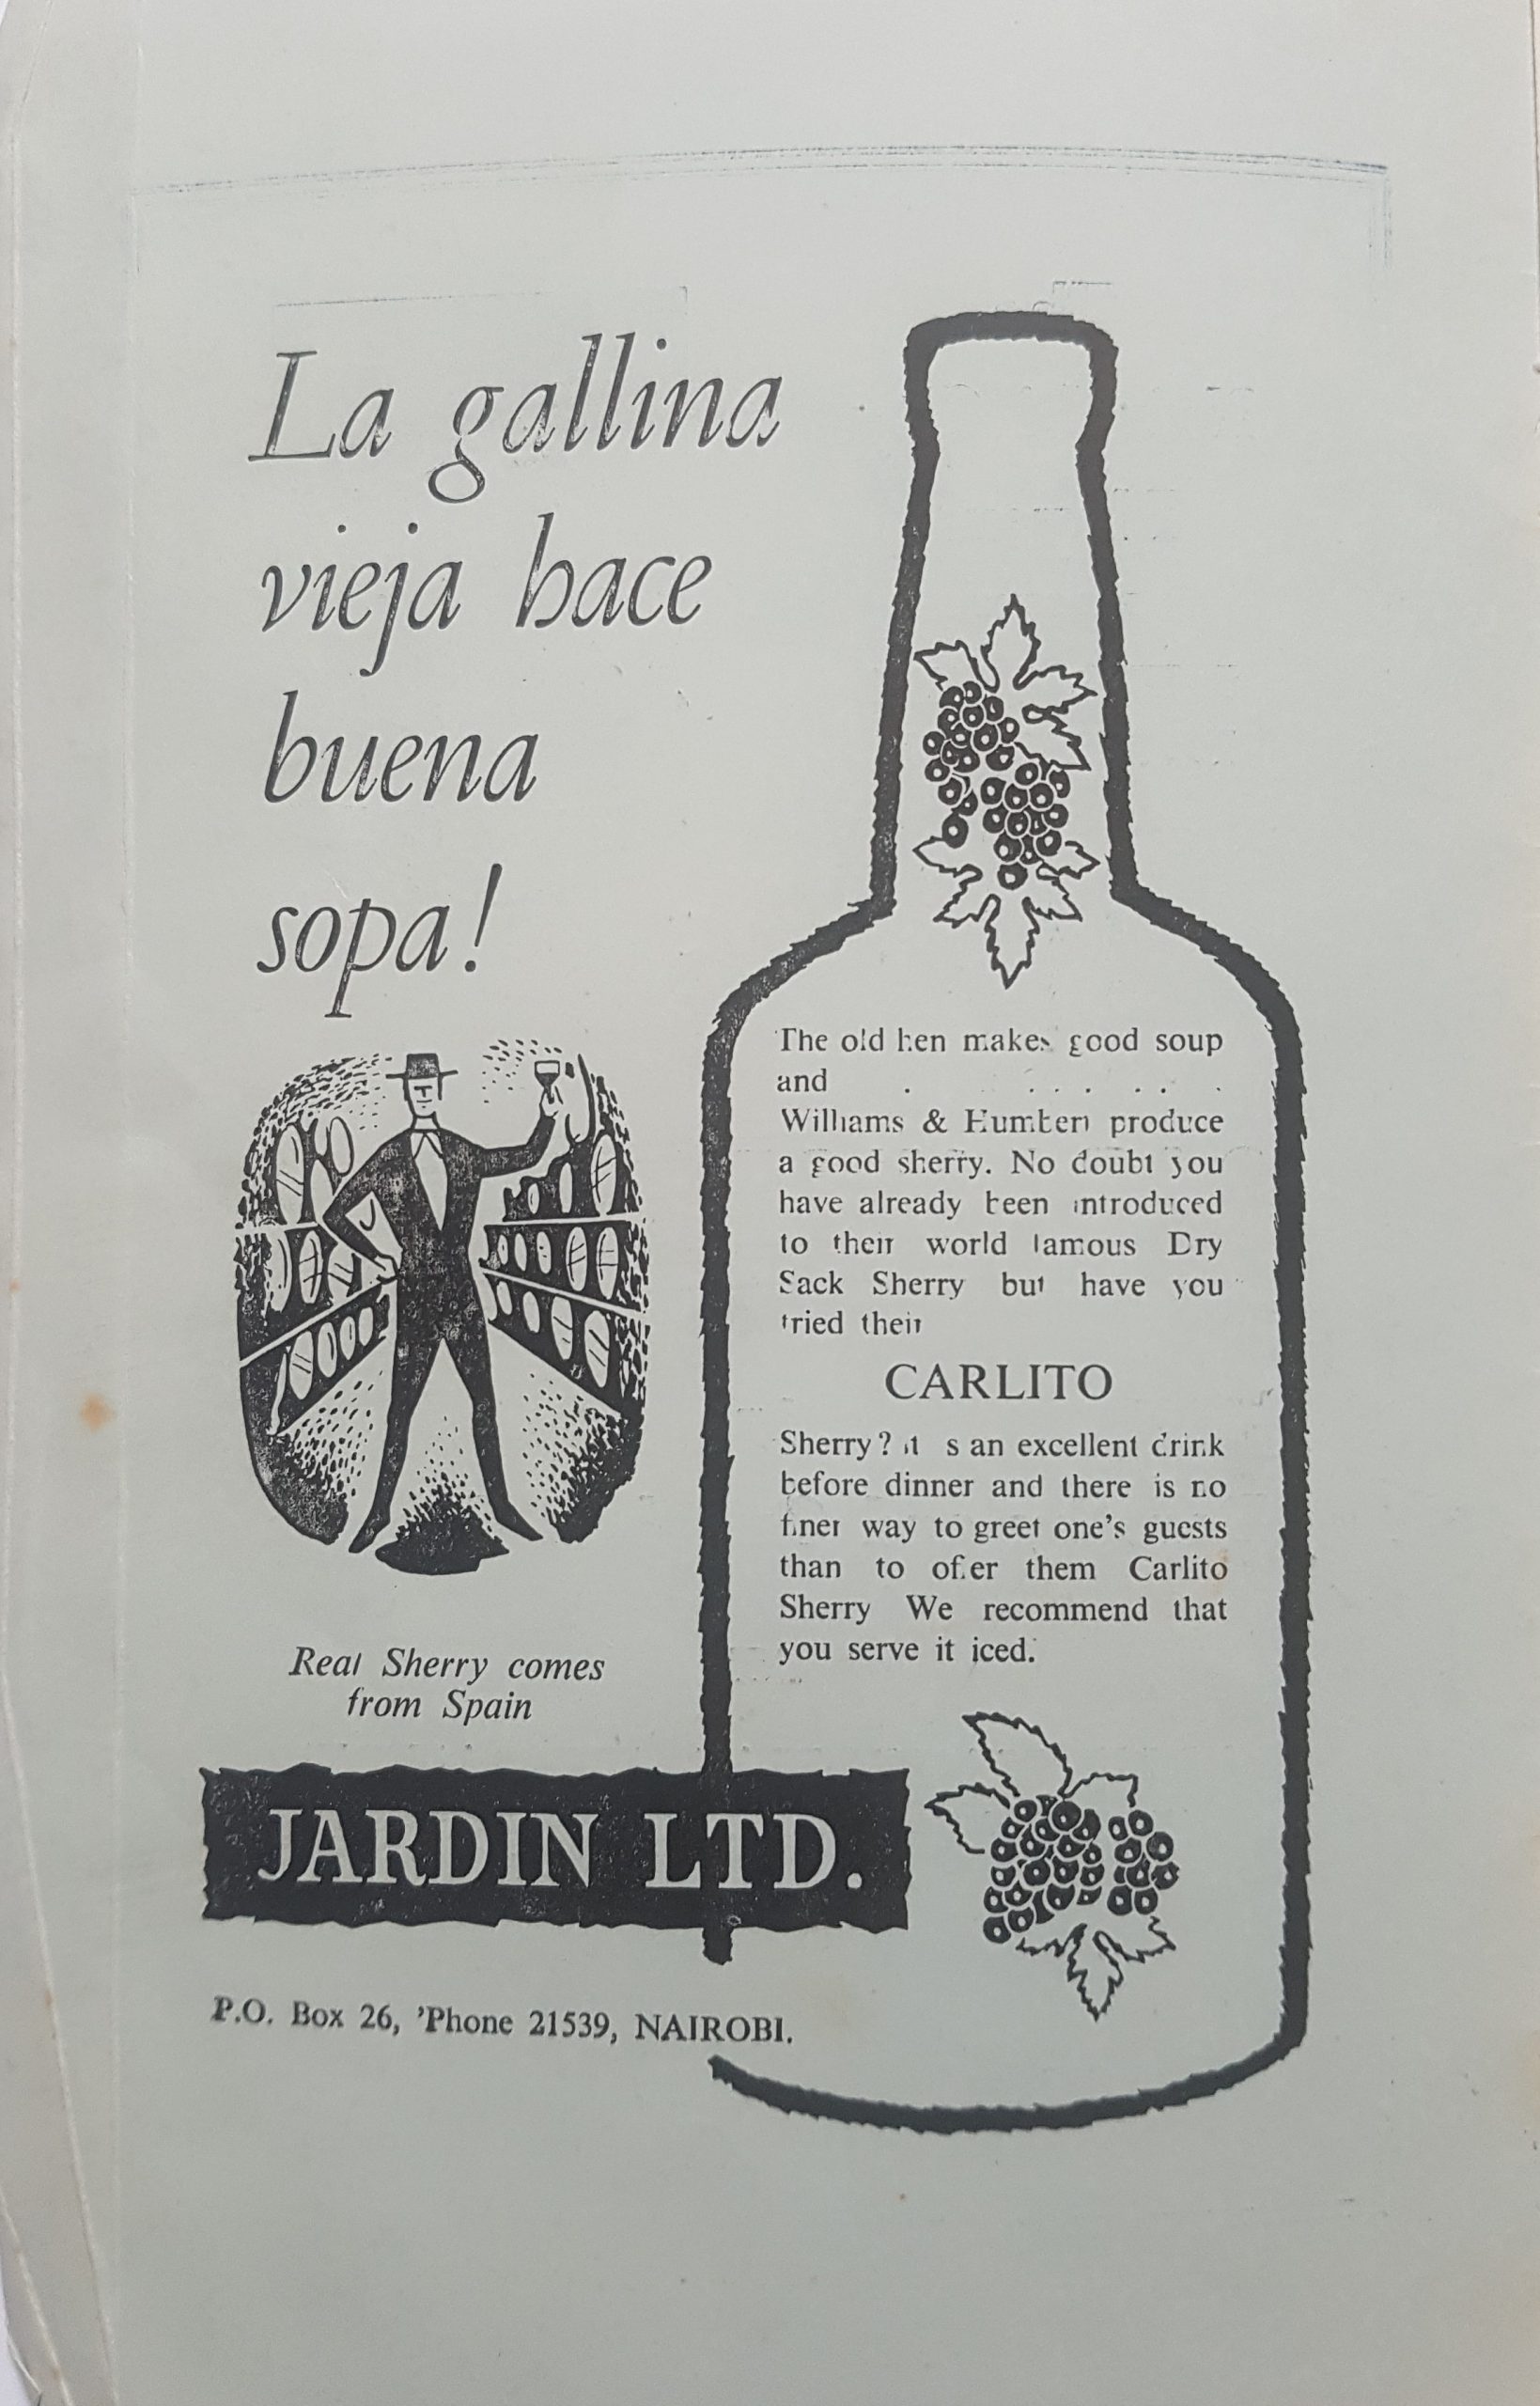 La gallina
vieja hace
buena
sopa!
The old hen makes good soup
and . . . . . . .
Williams & Humbert produce
a good sherry. No doubt you
have already been introduced
to their world famous Dry
Sack Sherry but have you
tried their
CARLITO
Sherry? it s an excellent drink
before dinner and there is no
finer way to greet one's guests
than to offer them Carlito
Sherry We recommend that
you serve it iced.
Real Sherry comes
from Spain
JARDIN LTD.
P.O. Box 26, 'Phone 21539, NAIROBI.